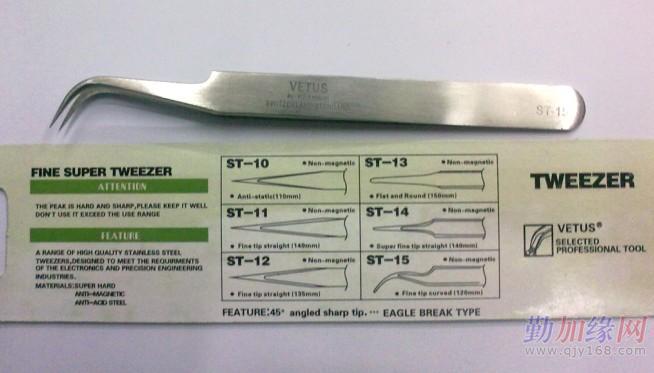 VETUS
SWITZERLAND STANDARD
ST-15
FINE SUPER TWEEZER
ATTENTION
THE PEAK IS HARD AND SHARP,PLEASE KEEP IT WELL
DON'T USE IT EXCEED THE USE RANGE
FEATURE
A RANGE OF HIGH QUALITY STAINLESS STEEL
TWEEZERS,DESIGNED TO MEET THE REQUIRMENTS
OF THE ELECTRONICS AND PRECISION ENGINEERING
INDUSTRIES.
MATERIALS:SUPER HARD
ANTI-MAGNETIC
ANTI-ACID STEEL
ST-10
Non-magnetic
Anti-static(110mm)
ST-13
Non-magnetic
Flat and Round (150mm)
ST-11
Non-magnetic
Fine tip straight (140mm)
ST-14
Non-magnetic
Super fine tip straight (140mm)
ST-12
Non-magnetic
Fine tip straight (135mm)
ST-15
Non-magnetic
Fine tip curved (120mm)
FEATURE:45° angled sharp tip. ··· EAGLE BREAK TYPE
TWEEZER
VETUS®
SELECTED
PROFESSIONAL TOOL
勤加缘网
www.qjy168.com